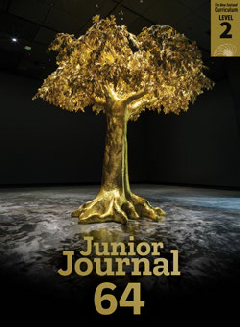 The New Zealand
Curriculum
LEVEL
2
Junior
Journal
64